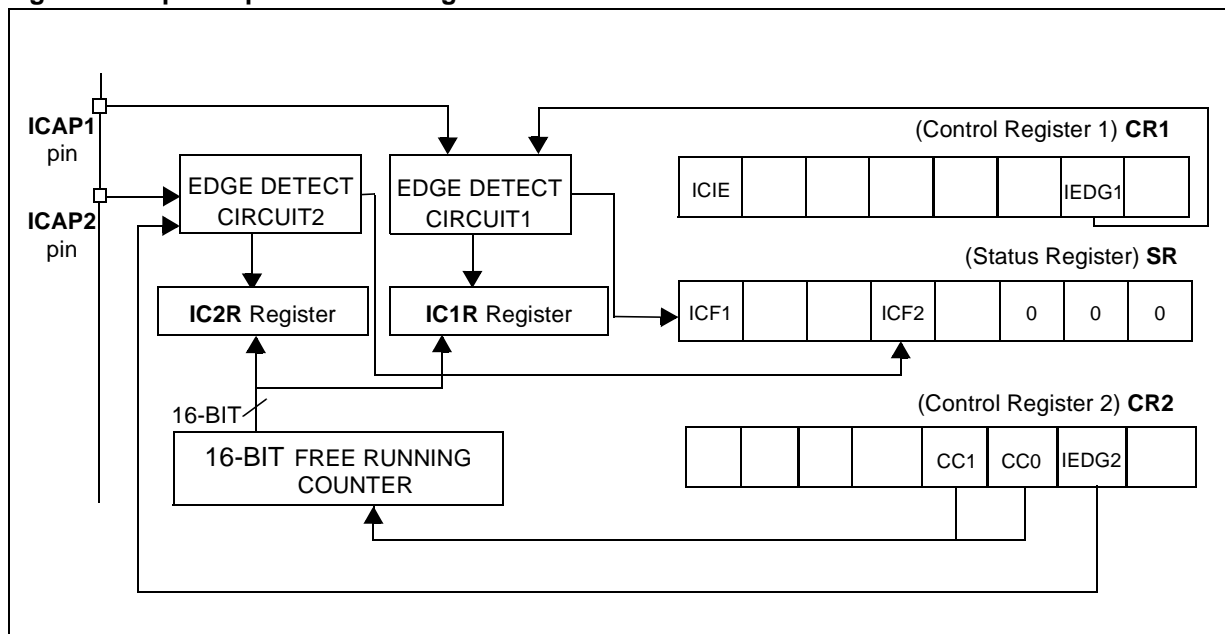 ICAP1
pin
ICAP2
pin
EDGE DETECT
CIRCUIT2
EDGE DETECT
CIRCUIT1
(Control Register 1) CR1
ICIE
IEDG1
(Status Register) SR
IC2R Register
IC1R Register
ICF1
ICF2
0
0
0
16-BIT
(Control Register 2) CR2
16-BIT FREE RUNNING
COUNTER
CC1
CC0
IEDG2